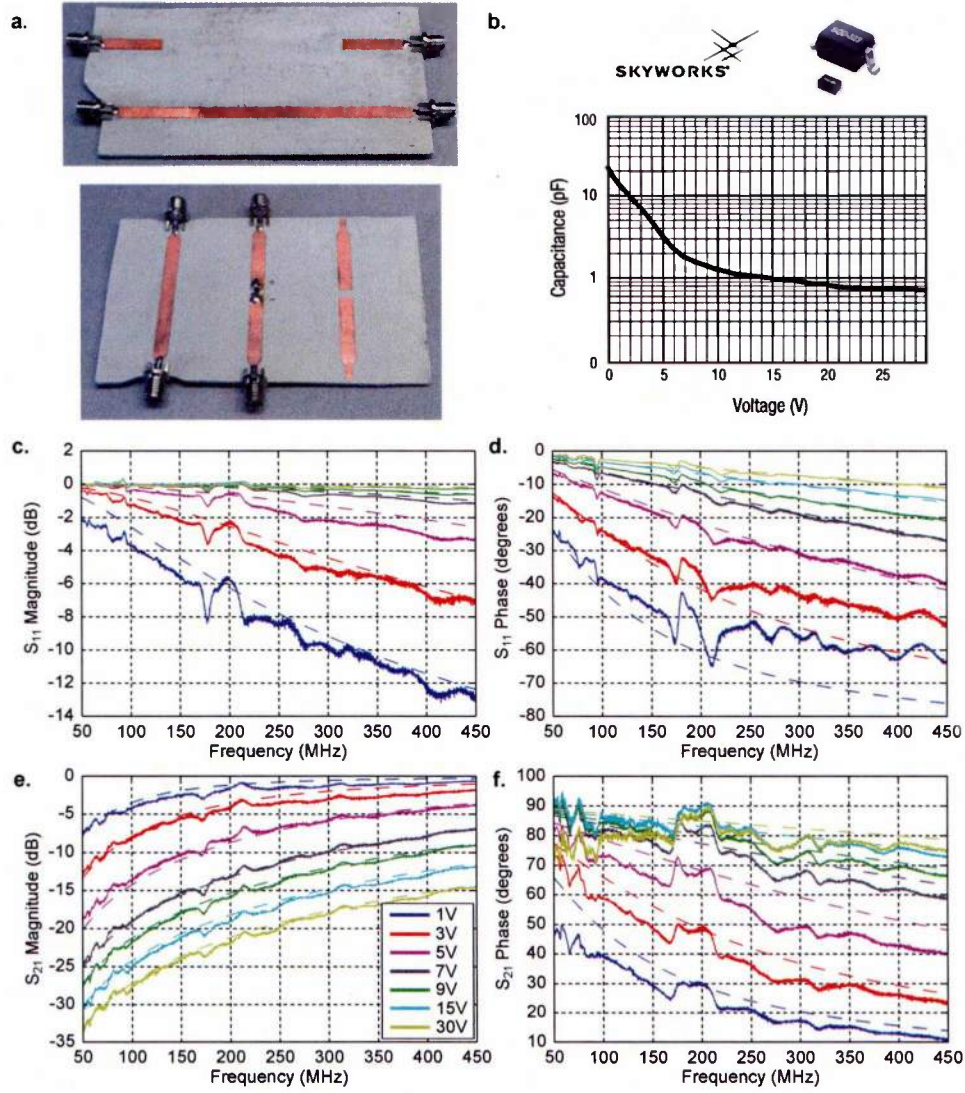 a.
b.
SKYWORKS
100
10
1
0
Capacitance (pF)
0 5 10 15 20 25
Voltage (V)
c.
2
0
-2
-4
-6
-8
-10
-12
-14
S11 Magnitude (dB)
50 100 150 200 250 300 350 400 450
Frequency (MHz)
d.
0
-10
-20
-30
-40
-50
-60
-70
-80
S11 Phase (degrees)
50 100 150 200 250 300 350 400 450
Frequency (MHz)
e.
0
-5
-10
-15
-20
-25
-30
-35
S21 Magnitude (dB)
1V
3V
5V
7V
9V
15V
30V
50 100 150 200 250 300 350 400 450
Frequency (MHz)
f.
100
90
80
70
60
50
40
30
20
10
S21 Phase (degrees)
50 100 150 200 250 300 350 400 450
Frequency (MHz)